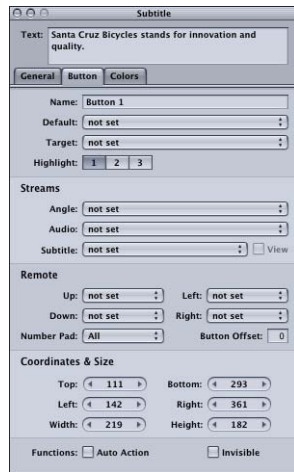 Subtitle
Text: Santa Cruz Bicycles stands for innovation and
quality.
General Button Colors
Name: Button 1
Default: not set
Target: not set
Highlight: 1 2 3
Streams
Angle: not set
Audio: not set
Subtitle: not set View
Remote
Up: not set Left: not set
Down: not set Right: not set
Number Pad: All Button Offset: 0
Coordinates & Size
Top: 111 Bottom: 293
Left: 142 Right: 361
Width: 219 Height: 182
Functions: Auto Action Invisible